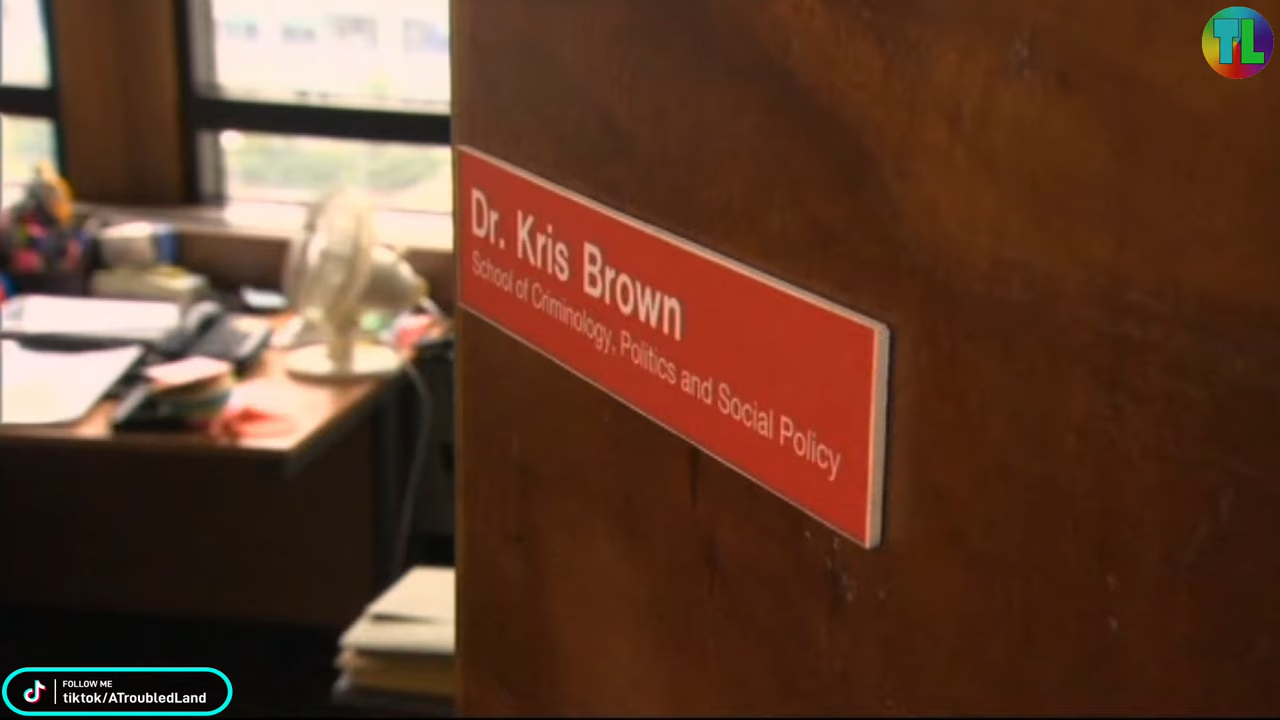 TL
Dr. Kris Brown
School of Criminology, Politics and Social Policy
FOLLOW ME
tiktok/ATroubledLand